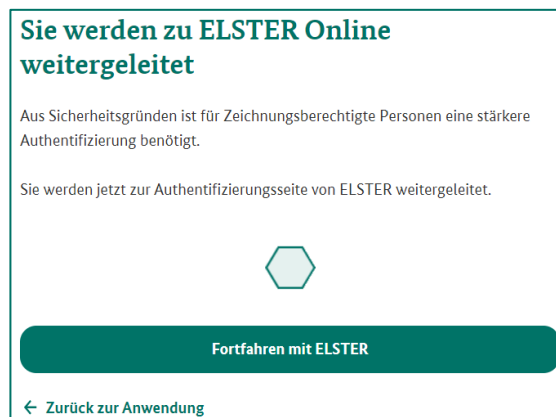 Sie werden zu ELSTER Online
weitergeleitet
Aus Sicherheitsgründen ist für Zeichnungsberechtigte Personen eine stärkere
Authentifizierung benötigt.
Sie werden jetzt zur Authentifizierungsseite von ELSTER weitergeleitet.
Fortfahren mit ELSTER
← Zurück zur Anwendung